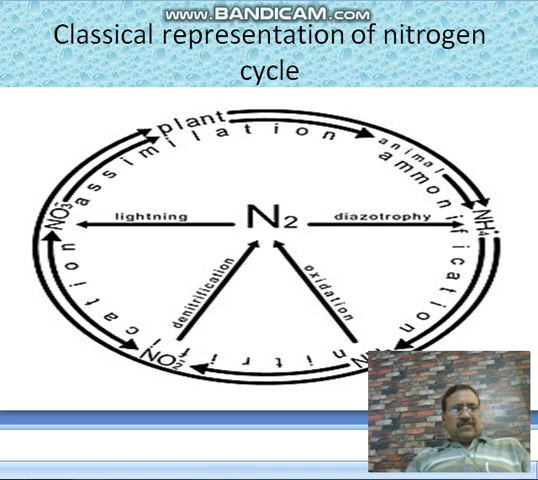 WWW.BANDICAM.COM
Classical representation of nitrogen
cycle
plant
assimilation
animal
ammonification
NO3-
lightning
N2
diazotrophy
NH4+
denitrification
oxidation
NO2-
nitrification
N